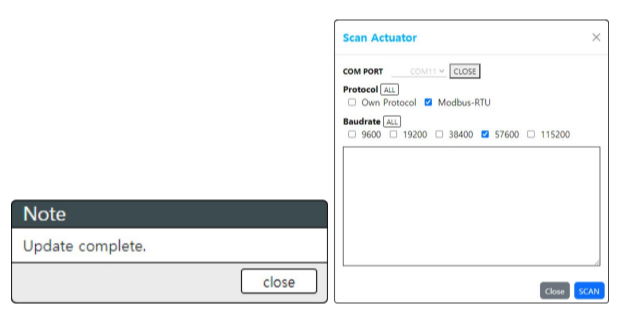 Note
Update complete.
close
Scan Actuator
COM PORT COM11 CLOSE
Protocol ALL
Own Protocol Modbus-RTU
Baudrate ALL
9600 19200 38400 57600 115200
Close SCAN